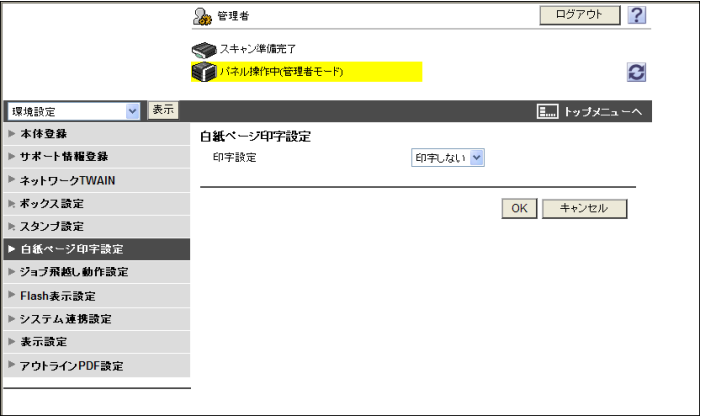 管理者
ログアウト
?
スキャン準備完了
パネル操作中(管理者モード)
環境設定
表示
トップメニューへ
本体登録
サポート情報登録
ネットワークTWAIN
ボックス設定
スタンプ設定
白紙ページ印字設定
ジョブ飛越し動作設定
Flash表示設定
システム連携設定
表示設定
アウトラインPDF設定
白紙ページ印字設定
印字設定
印字しない
OK
キャンセル